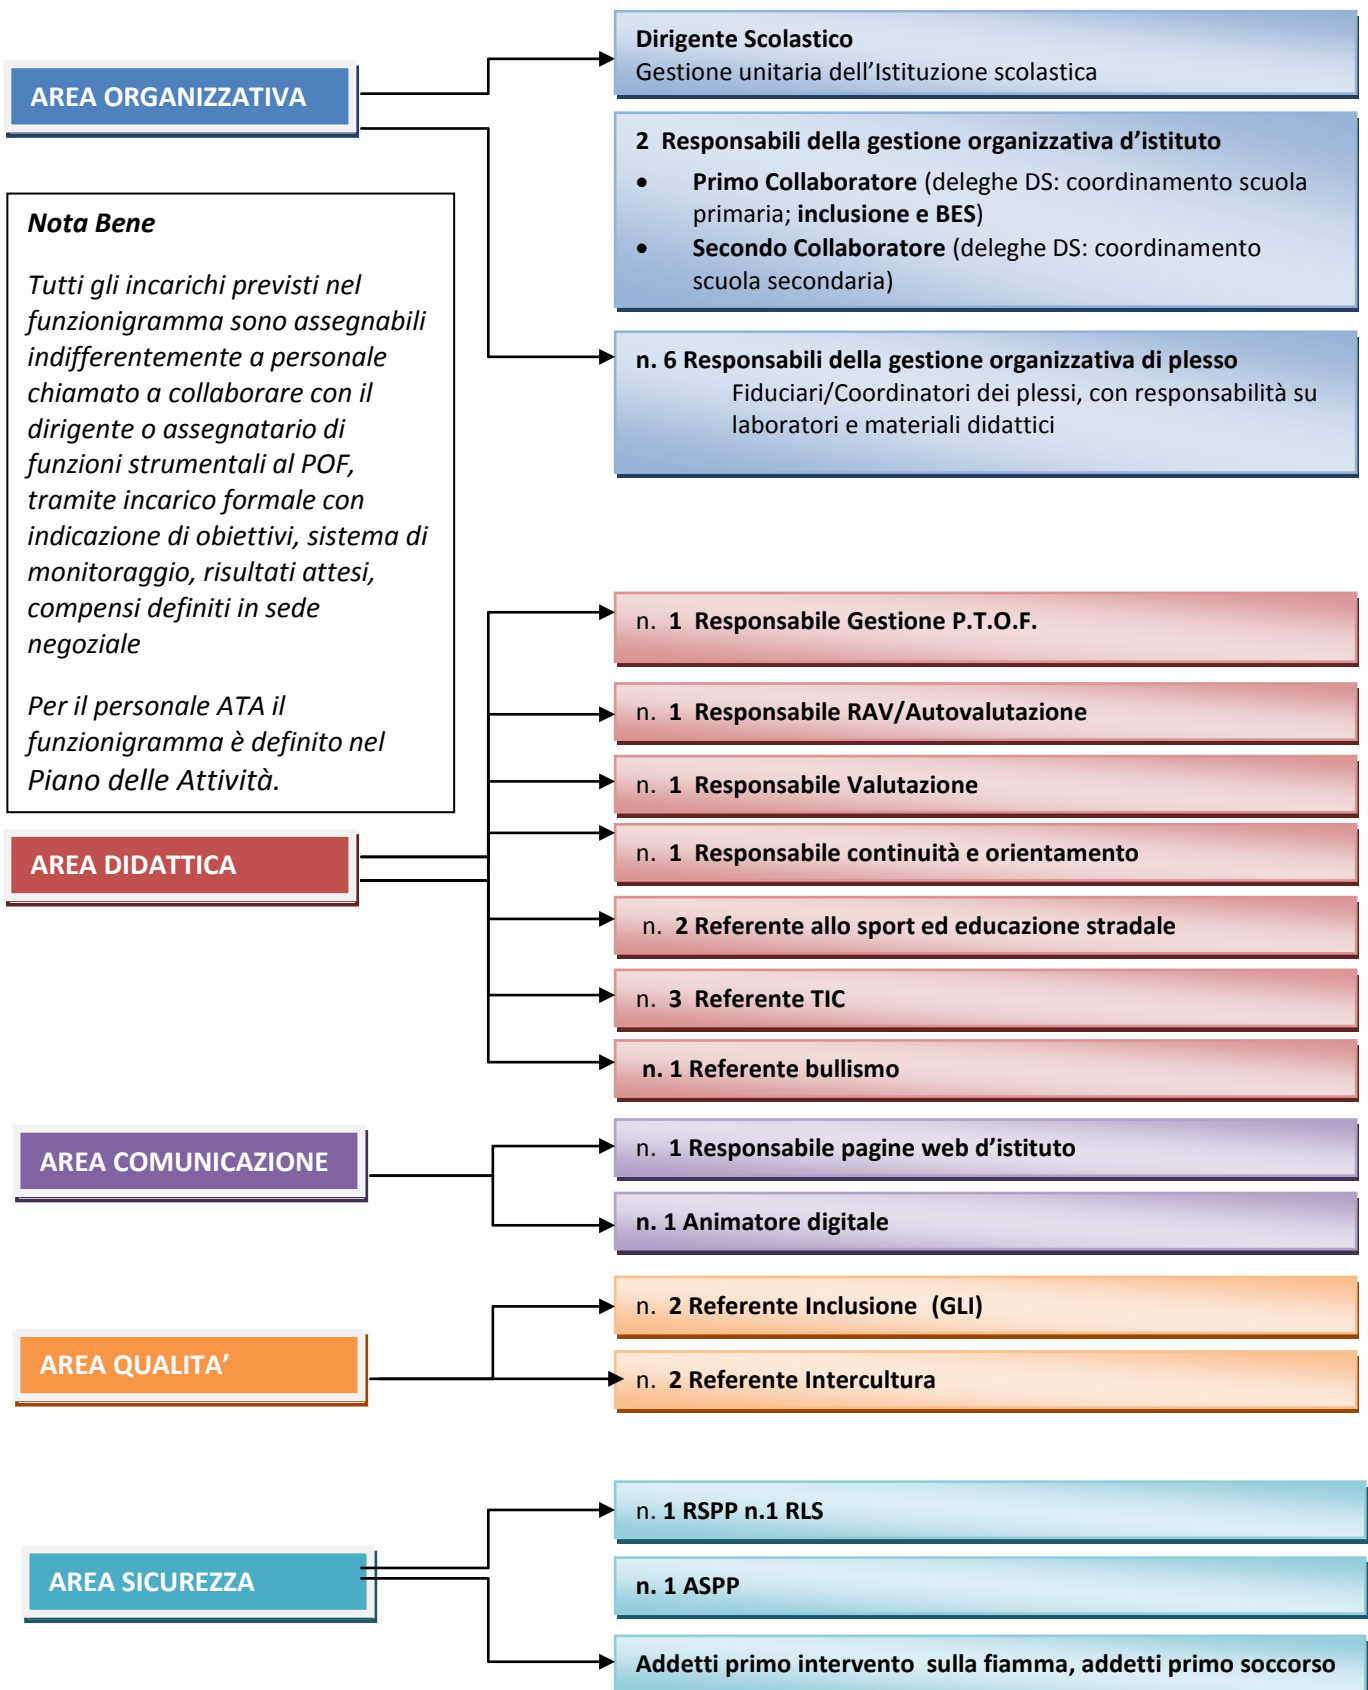 AREA ORGANIZZATIVA
Dirigente Scolastico
Gestione unitaria dell’Istituzione scolastica
2 Responsabili della gestione organizzativa d’istituto
• Primo Collaboratore (deleghe DS: coordinamento scuola
primaria; inclusione e BES)
• Secondo Collaboratore (deleghe DS: coordinamento
scuola secondaria)
n. 6 Responsabili della gestione organizzativa di plesso
Fiduciari/Coordinatori dei plessi, con responsabilità su
laboratori e materiali didattici
Nota Bene
Tutti gli incarichi previsti nel
funzionigramma sono assegnabili
indifferentemente a personale
chiamato a collaborare con il
dirigente o assegnatario di
funzioni strumentali al POF,
tramite incarico formale con
indicazione di obiettivi, sistema di
monitoraggio, risultati attesi,
compensi definiti in sede
negoziale
Per il personale ATA il
funzionigramma è definito nel
Piano delle Attività.
AREA DIDATTICA
n. 1 Responsabile Gestione P.T.O.F.
n. 1 Responsabile RAV/Autovalutazione
n. 1 Responsabile Valutazione
n. 1 Responsabile continuità e orientamento
n. 2 Referente allo sport ed educazione stradale
n. 3 Referente TIC
n. 1 Referente bullismo
AREA COMUNICAZIONE
n. 1 Responsabile pagine web d’istituto
n. 1 Animatore digitale
AREA QUALITA’
n. 2 Referente Inclusione (GLI)
n. 2 Referente Intercultura
AREA SICUREZZA
n. 1 RSPP n.1 RLS
n. 1 ASPP
Addetti primo intervento sulla fiamma, addetti primo soccorso